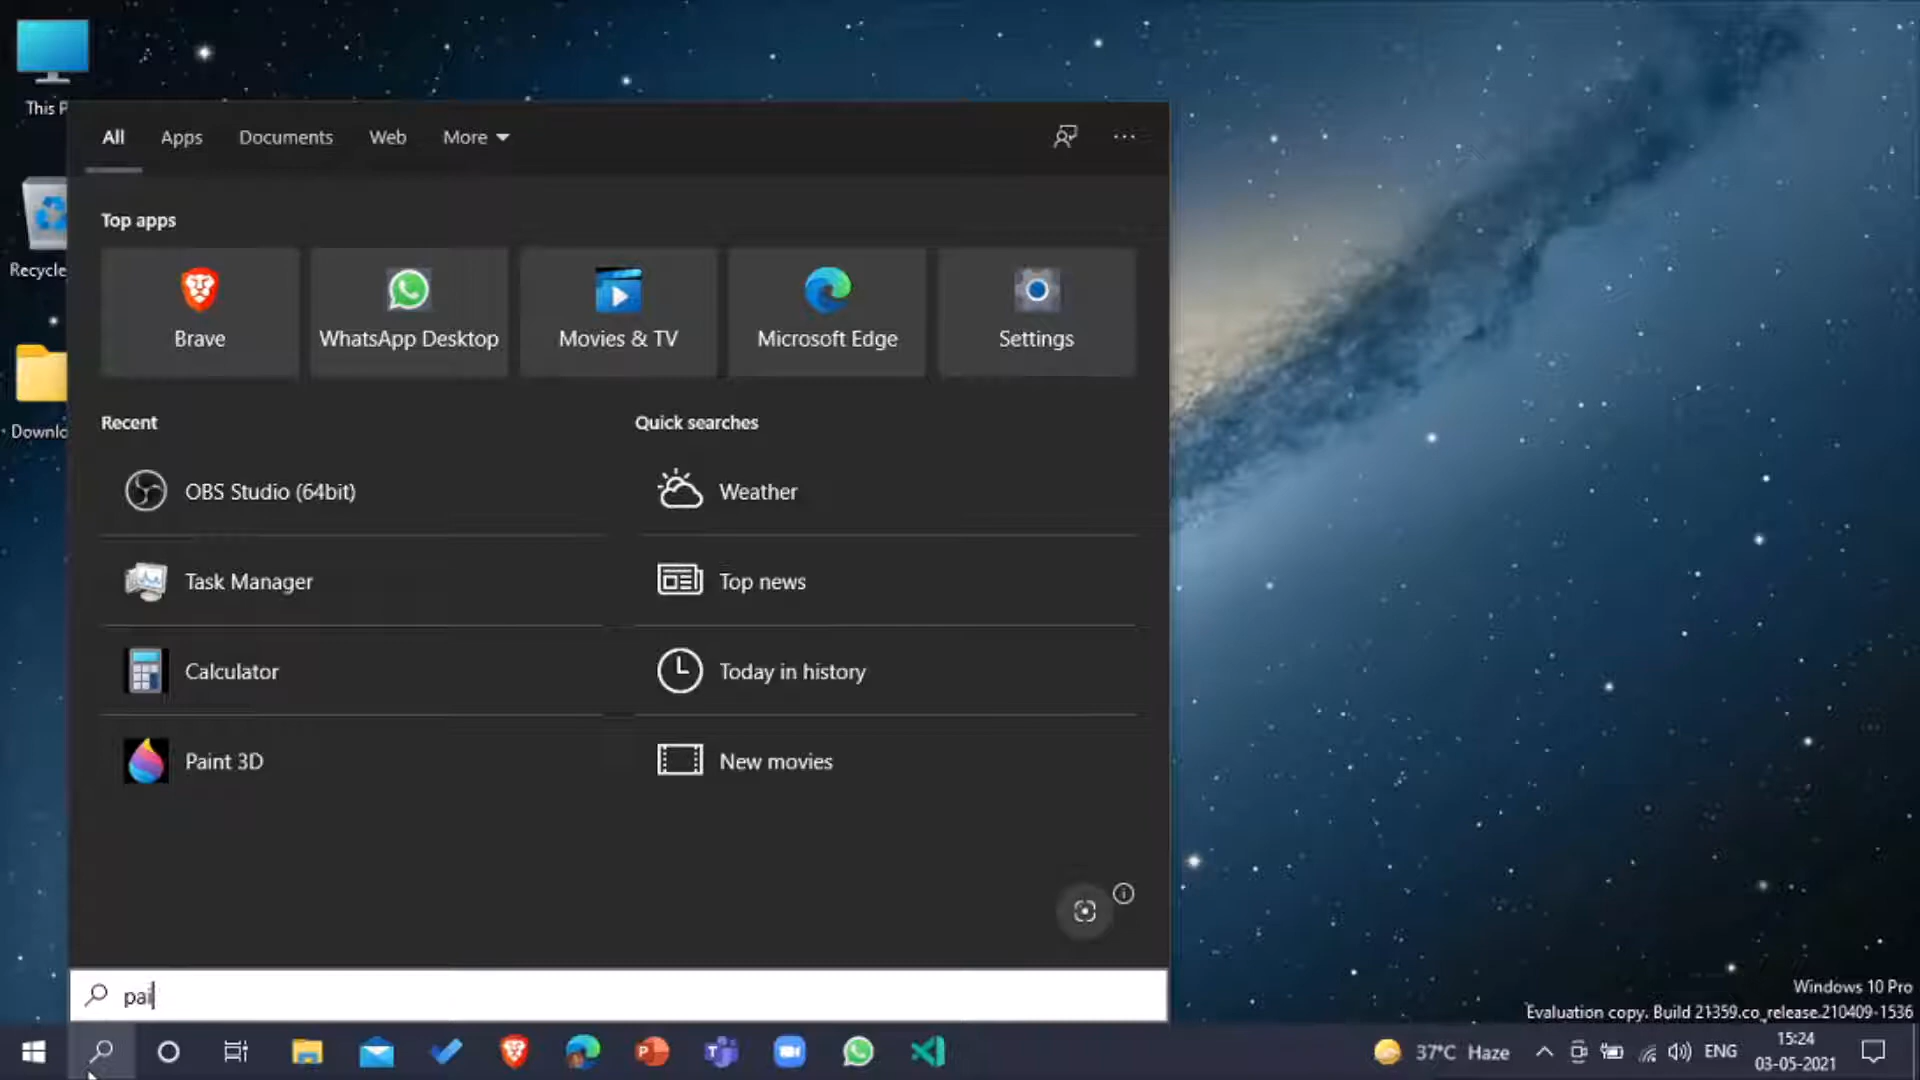 This P
Recycle
Downlo
All Apps Documents Web More
Top apps
Brave WhatsApp Desktop Movies & TV Microsoft Edge Settings
Recent
OBS Studio (64bit)
Task Manager
Calculator
Paint 3D
Quick searches
Weather
Top news
Today in history
New movies
pai
Windows 10 Pro
Evaluation copy. Build 21359.co_release.210409-1536
37°C Haze
ENG
15:24
03-05-2021